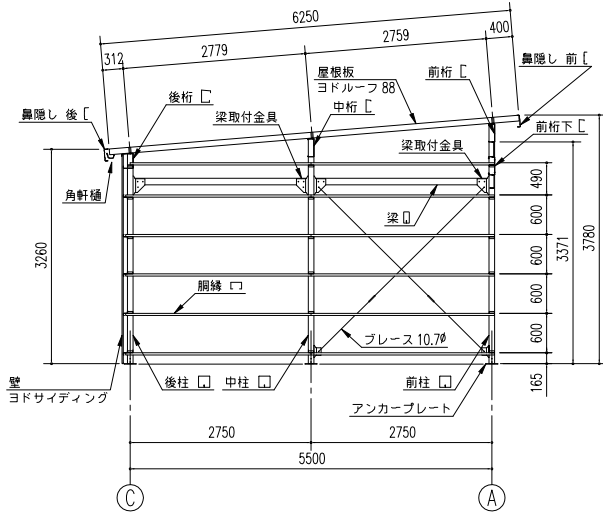 6250
312
2779
2759
400
屋根板
ヨドルーフ 88
前桁
鼻隠し 前
鼻隠し 後
後桁
中桁
梁取付金具
梁取付金具
前桁下
角軒樋
梁
490
600
600
600
600
165
3371
3780
3260
胴縁
ブレース 10.7φ
壁
ヨドサイディング
後柱
中柱
前柱
アンカープレート
2750
2750
5500
C
A